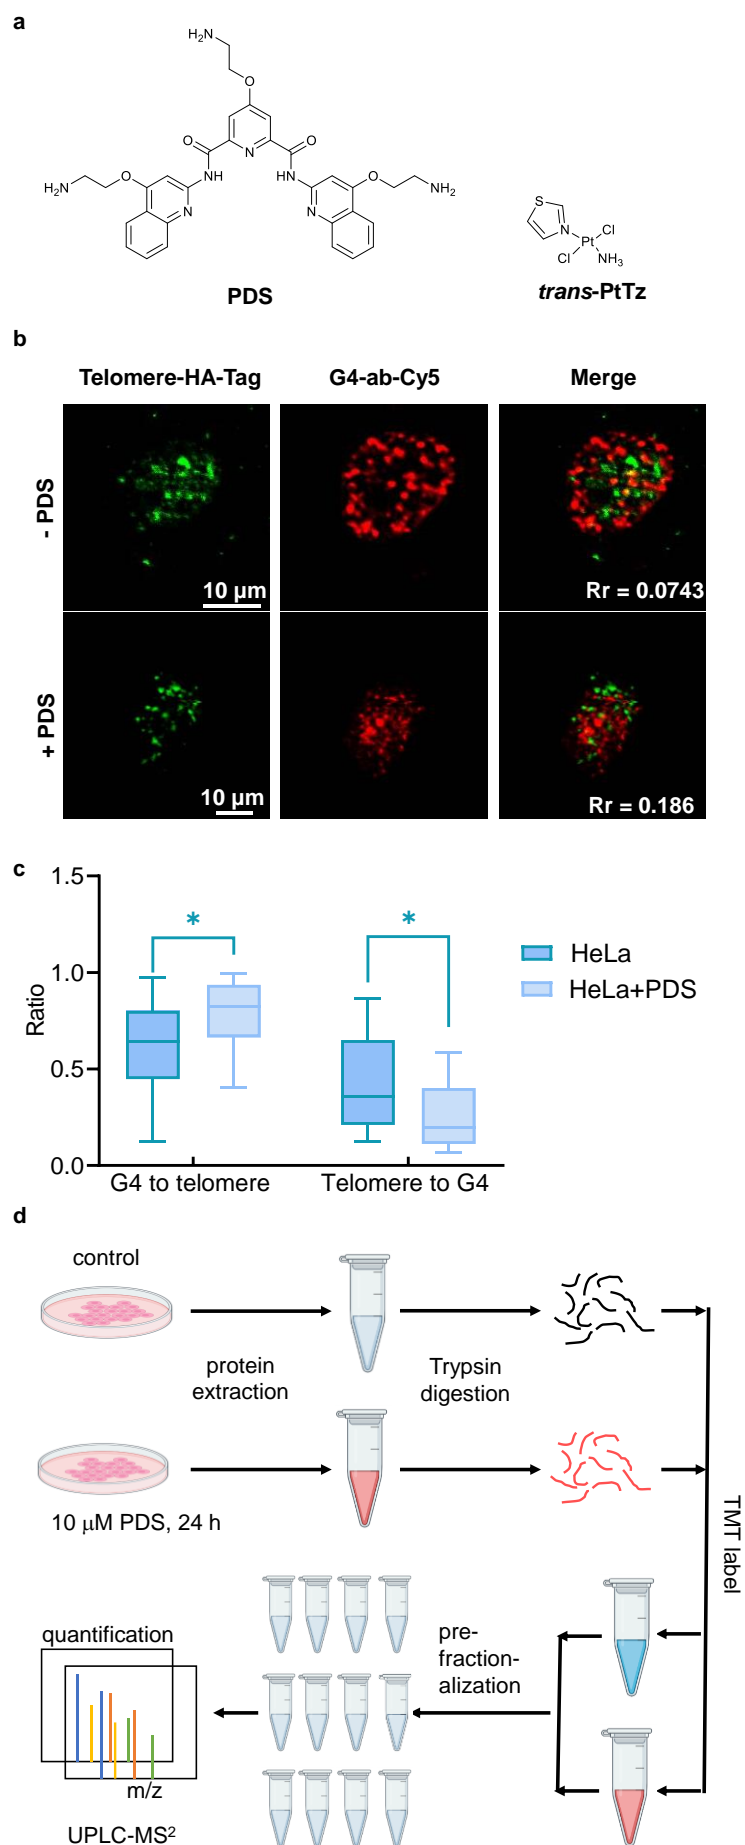 a
H₂N
O
O
O
N
NH
HN
H₂N
O
O
NH₂
N
N
PDS
S
N
Pt
Cl
Cl
NH₃
trans-PtTz
b
Telomere-HA-Tag G4-ab-Cy5 Merge
- PDS
10 µm
Rr = 0.0743
+ PDS
10 µm
Rr = 0.186
c
Ratio
1.5
1.0
0.5
0.0
*
*
HeLa
HeLa+PDS
G4 to telomere Telomere to G4
d
control
protein
extraction
Trypsin
digestion
10 µM PDS, 24 h
TMT label
quantification
pre-
fraction-
alization
m/z
UPLC-MS²